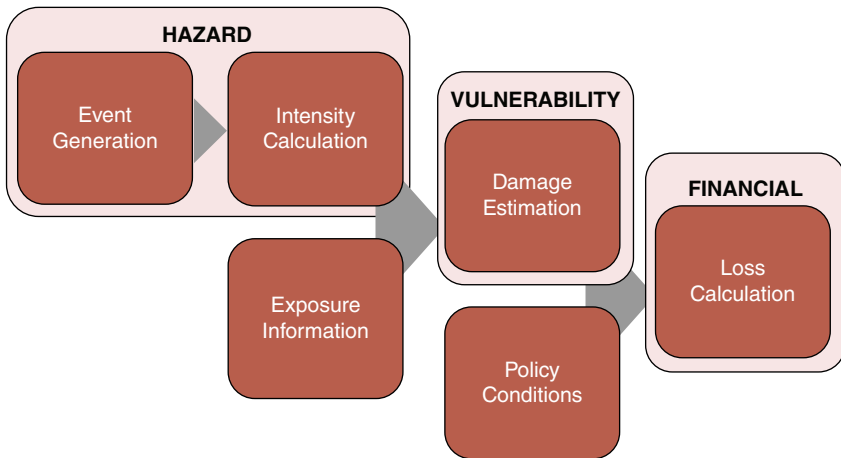 HAZARD
Event
Generation
Intensity
Calculation
VULNERABILITY
Damage
Estimation
FINANCIAL
Loss
Calculation
Exposure
Information
Policy
Conditions